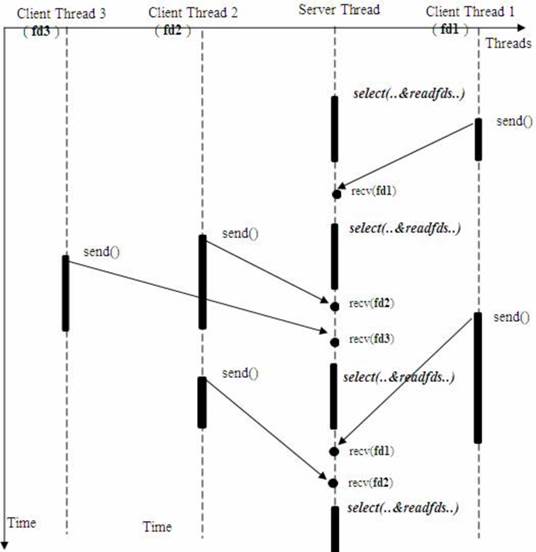 Client Thread 3 Client Thread 2 Server Thread Client Thread 1
(fd3) (fd2) (fd1)
Threads
select(..&readfds..)
send()
recv(fd1)
select(..&readfds..)
send()
send()
recv(fd2)
send()
recv(fd3)
send()
select(..&readfds..)
recv(fd1)
recv(fd2)
select(..&readfds..)
Time Time